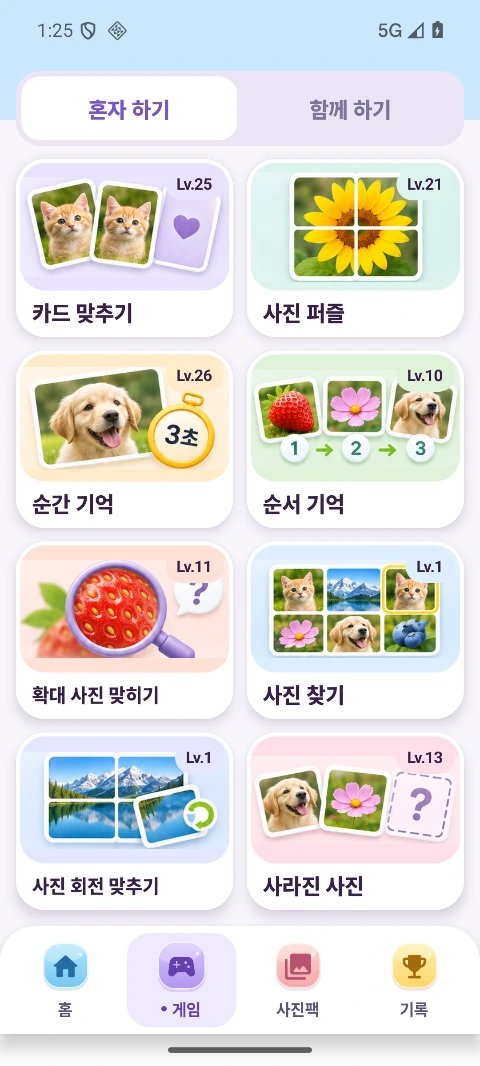 1:25
5G
혼자 하기
함께 하기
Lv.25
카드 맞추기
Lv.21
사진 퍼즐
Lv.26
3초
순간 기억
Lv.10
1 → 2 → 3
순서 기억
Lv.11
?
확대 사진 맞히기
Lv.1
사진 찾기
Lv.1
사진 회전 맞추기
Lv.13
?
사라진 사진
홈
• 게임
사진팩
기록